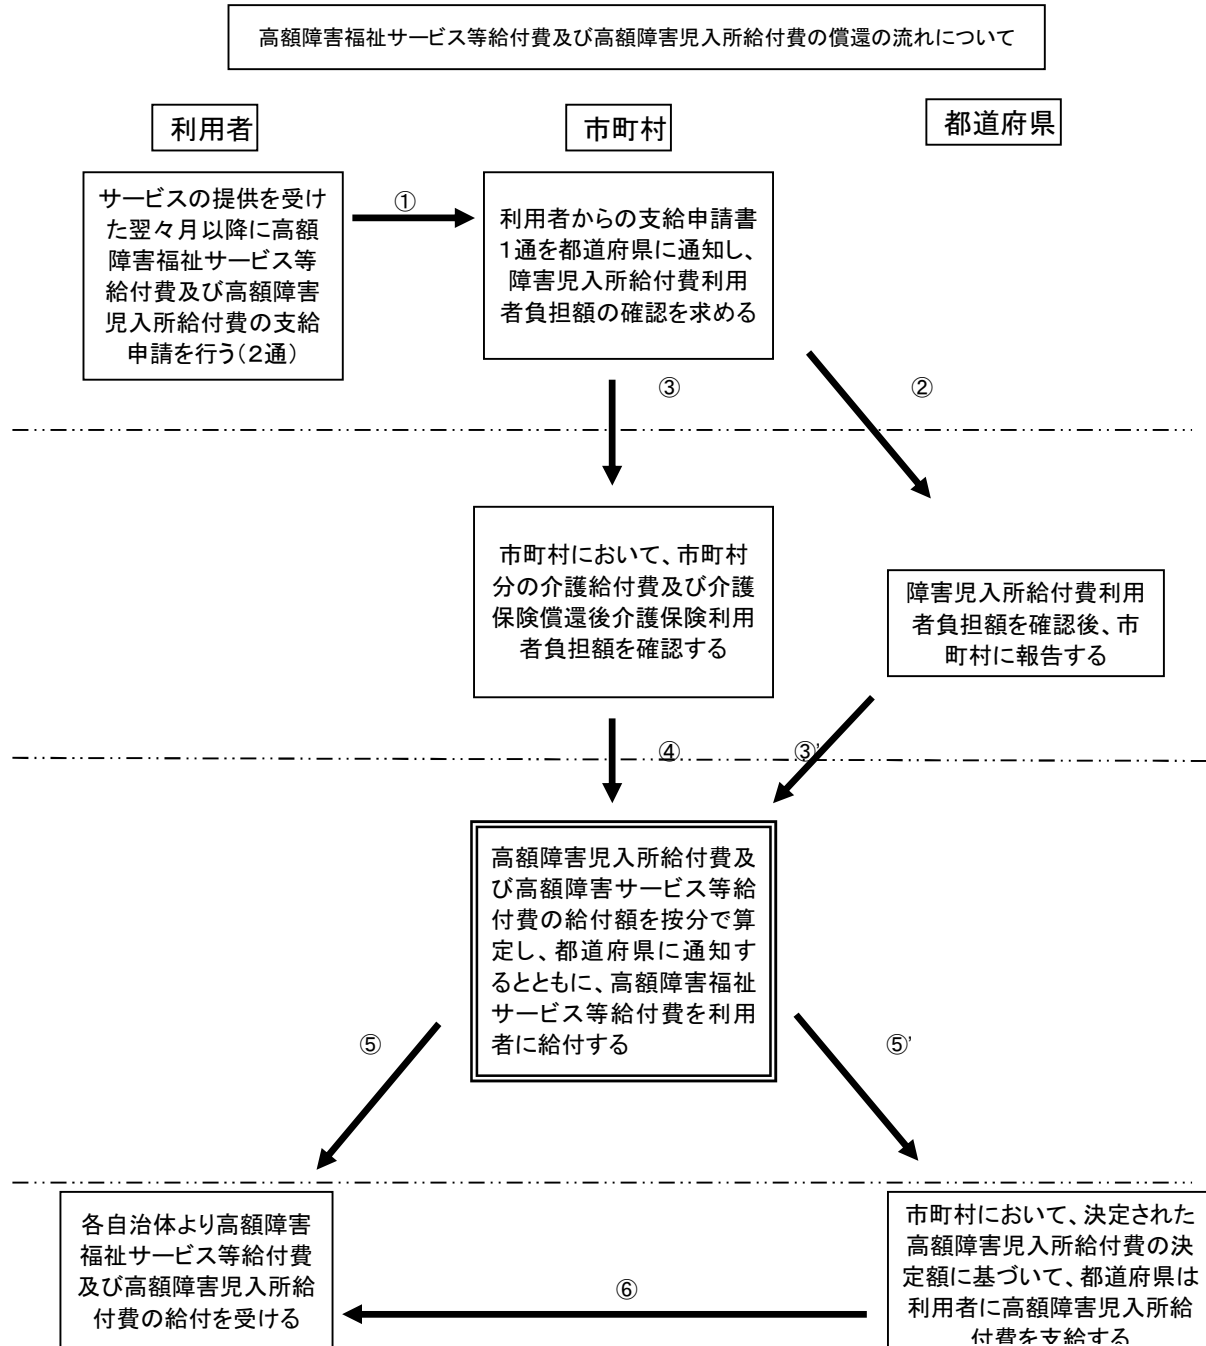 高額障害福祉サービス等給付費及び高額障害児入所給付費の償還の流れについて
利用者
市町村
都道府県
サービスの提供を受け
た翌々月以降に高額
障害福祉サービス等
給付費及び高額障害
児入所給付費の支給
申請を行う(2通)
①
利用者からの支給申請書
1通を都道府県に通知し、
障害児入所給付費利用
者負担額の確認を求める
③
②
市町村において、市町村
分の介護給付費及び介護
保険償還後介護保険利用
者負担額を確認する
障害児入所給付費利用
者負担額を確認後、市
町村に報告する
④
③'
高額障害児入所給付費及
び高額障害サービス等給
付費の給付額を按分で算
定し、都道府県に通知す
るとともに、高額障害福祉
サービス等給付費を利用
者に給付する
⑤
⑤'
各自治体より高額障害
福祉サービス等給付費
及び高額障害児入所給
付費の給付を受ける
⑥
市町村において、決定された
高額障害児入所給付費の決
定額に基づいて、都道府県は
利用者に高額障害児入所給
付費を支給する